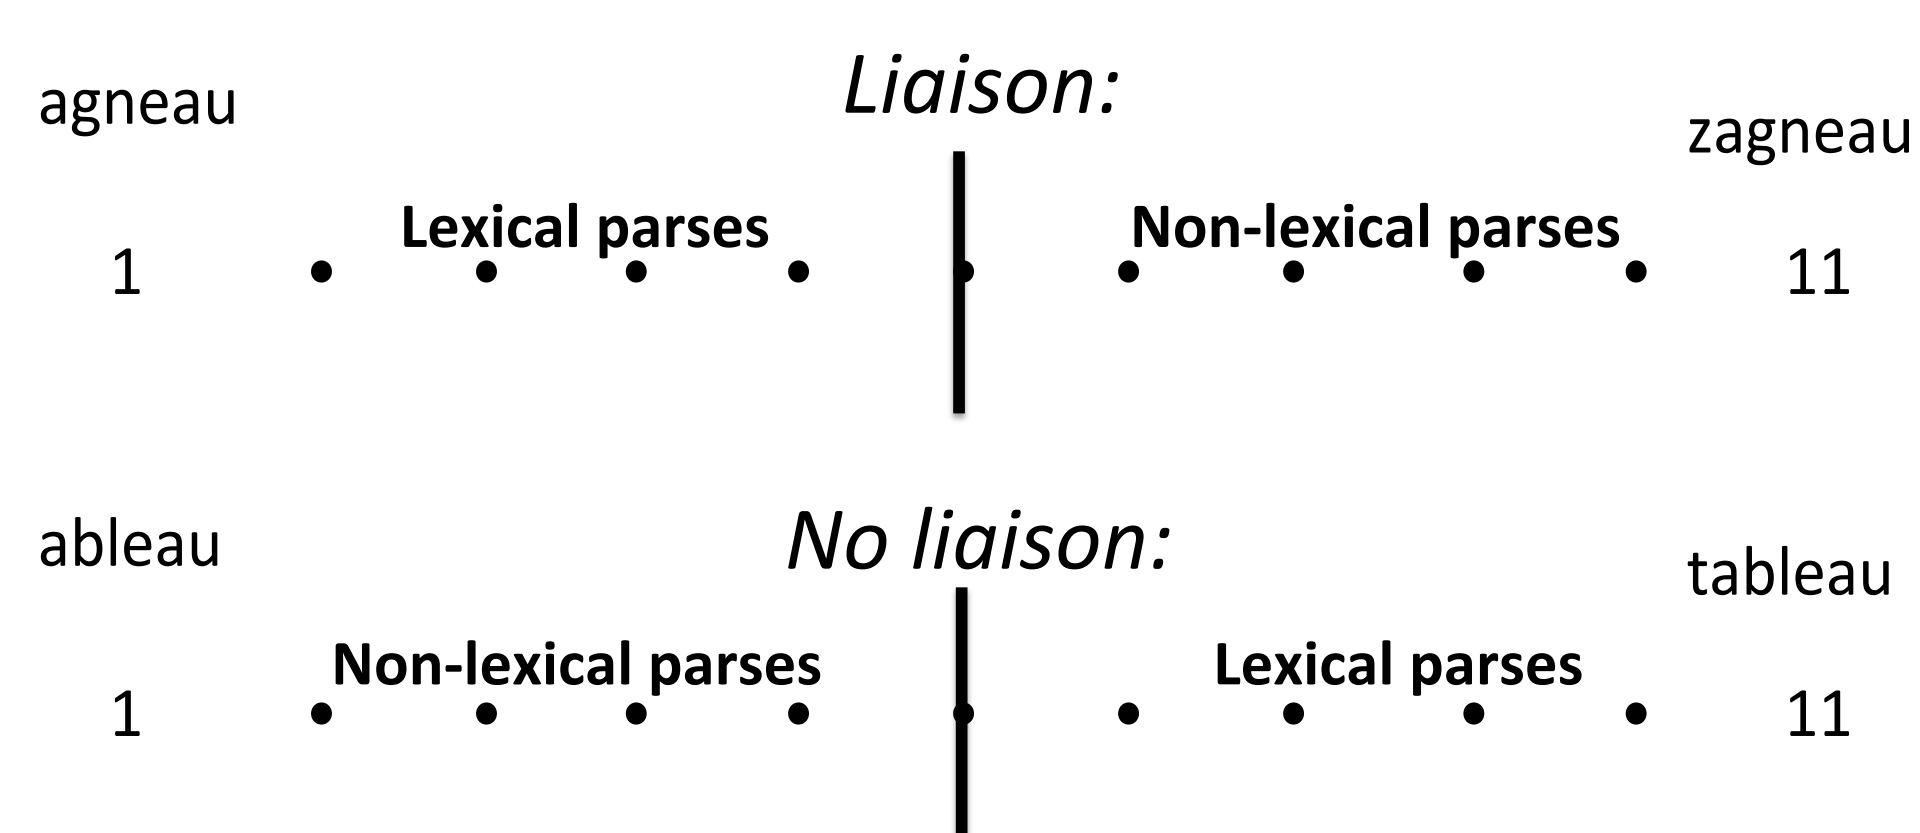 Liaison:
agneau
zagneau
Lexical parses
Non-lexical parses
1
11
No liaison:
ableau
tableau
Non-lexical parses
Lexical parses
1
11